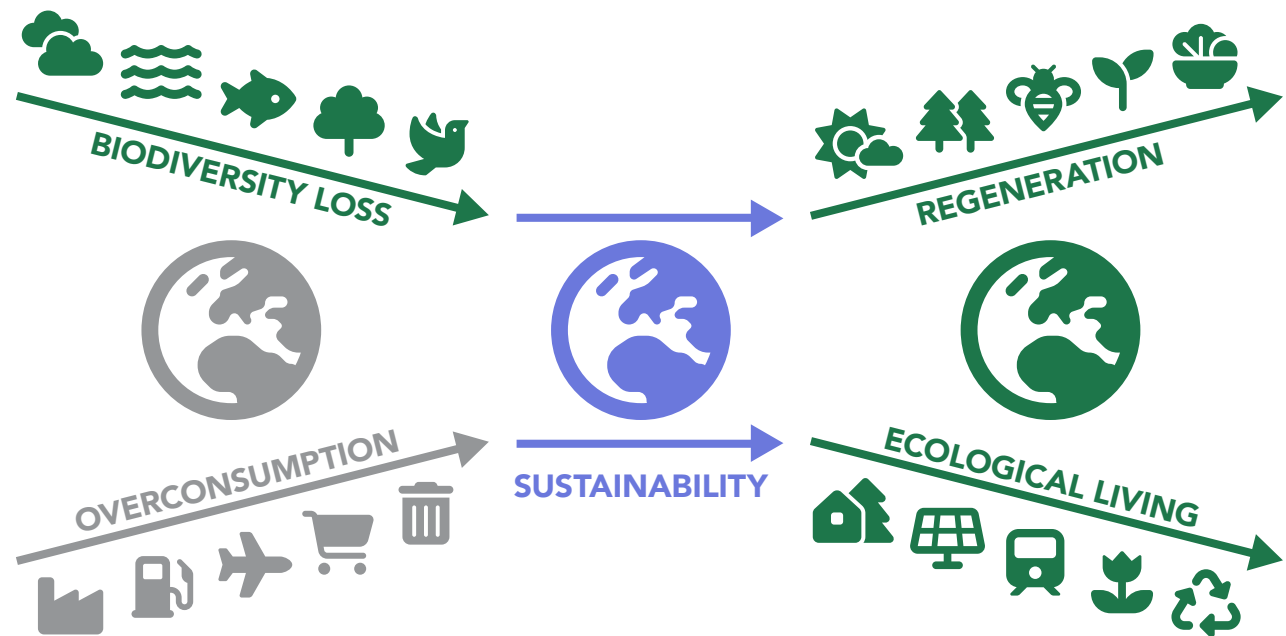 BIODIVERSITY LOSS
REGENERATION
OVERCONSUMPTION
SUSTAINABILITY
ECOLOGICAL LIVING